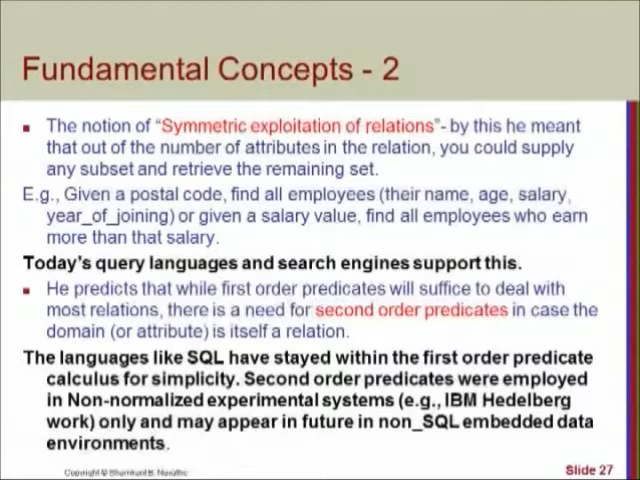 Fundamental Concepts - 2
The notion of “Symmetric exploitation of relations”- by this he meant
that out of the number of attributes in the relation, you could supply
any subset and retrieve the remaining set.
E.g., Given a postal code, find all employees (their name, age, salary,
year_of_joining) or given a salary value, find all employees who earn
more than that salary.
Today's query languages and search engines support this.
He predicts that while first order predicates will suffice to deal with
most relations, there is a need for second order predicates in case the
domain (or attribute) is itself a relation.
The languages like SQL have stayed within the first order predicate
calculus for simplicity. Second order predicates were employed
in Non-normalized experimental systems (e.g., IBM Hedelberg
work) only and may appear in future in non_SQL embedded data
environments.
Copyright © Shamkant B. Navathe
Slide 27